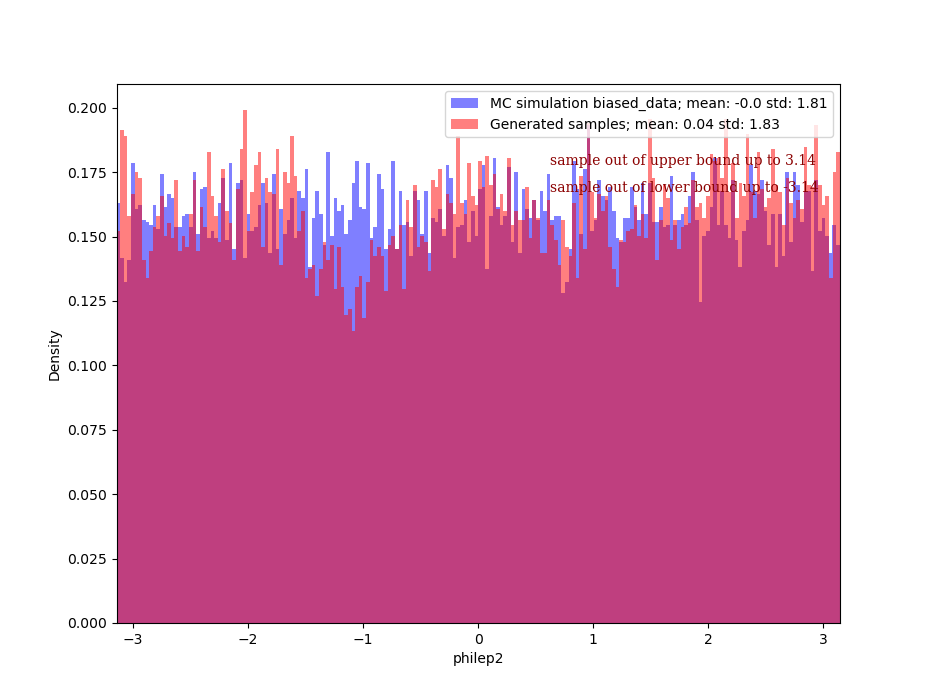 MC simulation biased_data; mean: -0.0 std: 1.81
Generated samples; mean: 0.04 std: 1.83
sample out of upper bound up to 3.14
sample out of lower bound up to -3.14
0.200
0.175
0.150
0.125
0.100
0.075
0.050
0.025
0.000
Density
−3 −2 −1 0 1 2 3
philep2